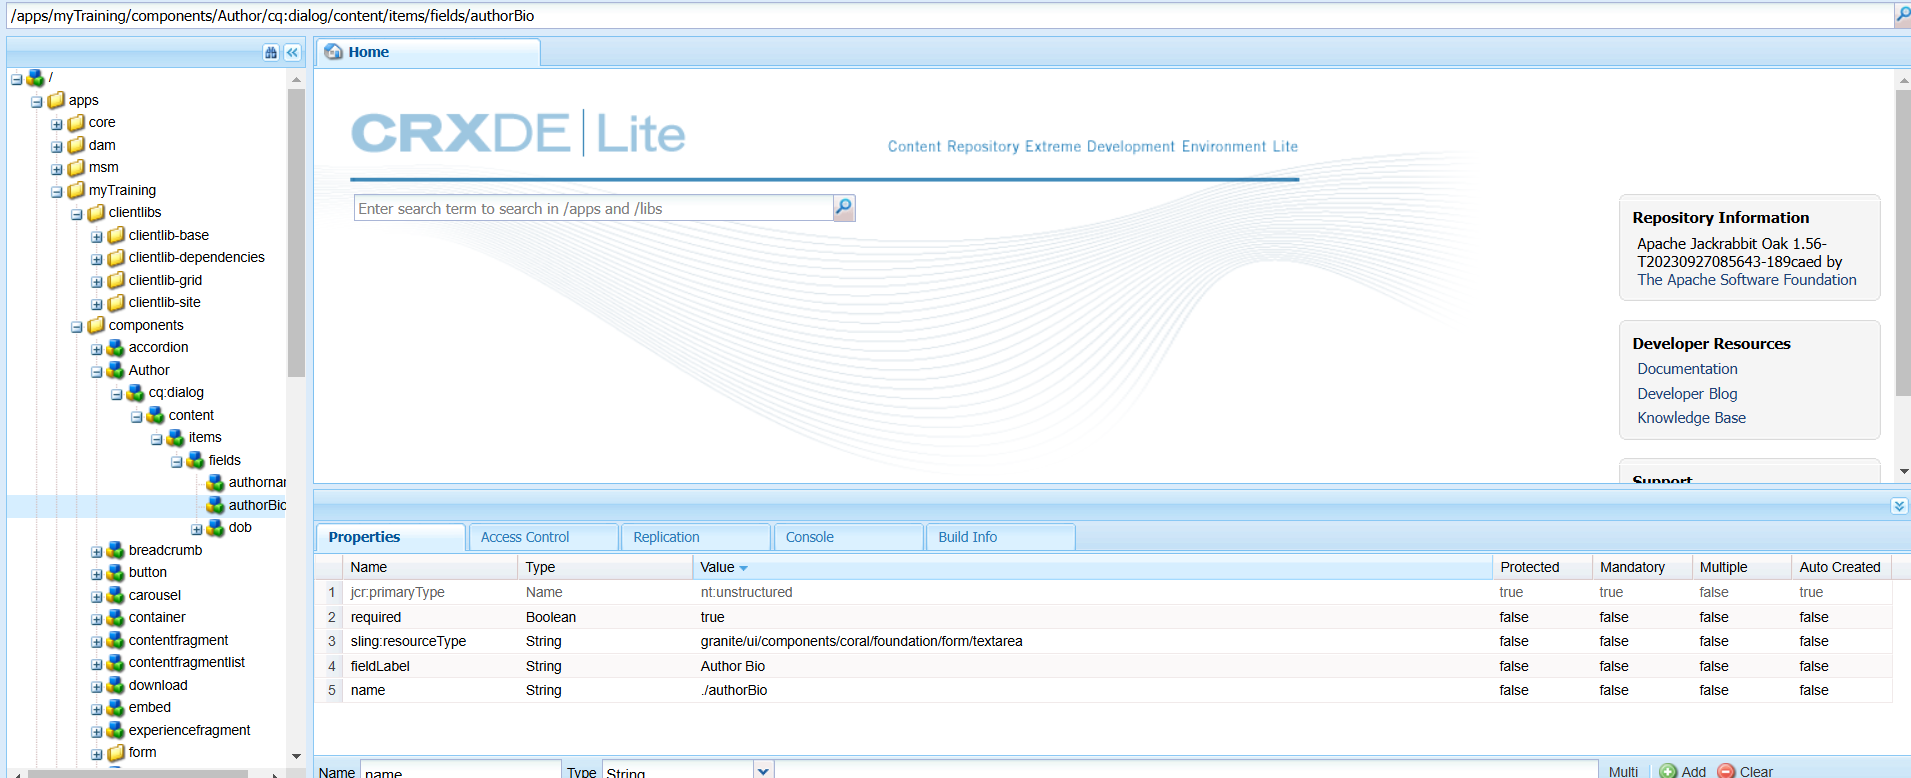 /apps/myTraining/components/Author/cq:dialog/content/items/fields/authorBio
Home
/
apps
core
dam
msm
myTraining
clientlibs
clientlib-base
clientlib-dependencies
clientlib-grid
clientlib-site
components
accordion
Author
cq:dialog
content
items
fields
authornar
authorBio
dob
breadcrumb
button
carousel
container
contentfragment
contentfragmentlist
download
embed
experiencefragment
form
CRXDE Lite
Content Repository Extreme Development Environment Lite
Enter search term to search in /apps and /libs
Repository Information
Apache Jackrabbit Oak 1.56-
T20230927085643-189caed by
The Apache Software Foundation
Developer Resources
Documentation
Developer Blog
Knowledge Base
Support
Properties Access Control Replication Console Build Info
Name Type Value Protected Mandatory Multiple Auto Created
1 jcr:primaryType Name nt:unstructured true true false true
2 required Boolean true false false false false
3 sling:resourceType String granite/ui/components/coral/foundation/form/textarea false false false false
4 fieldLabel String Author Bio false false false false
5 name String ./authorBio false false false false
Name name Type String Multi Add Clear